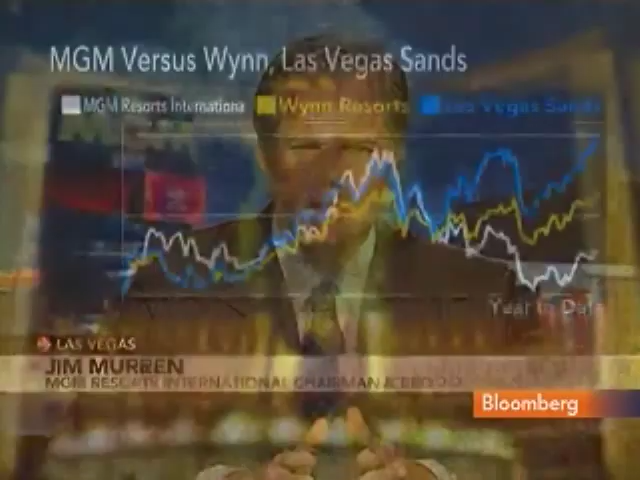 MGM Versus Wynn, Las Vegas Sands
MGM Resorts Internationa Wynn Resorts Las Vegas Sands
Year to Date
LAS VEGAS
JIM MURREN
MGM RESORTS INTERNATIONAL CHAIRMAN & CEO
Bloomberg